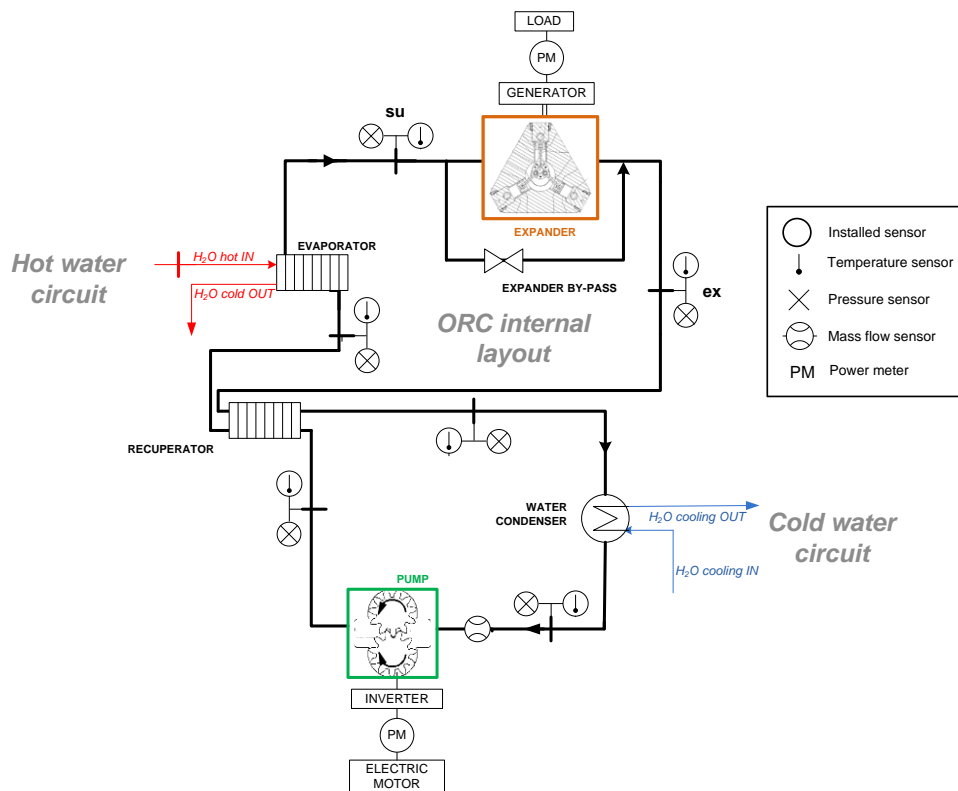 LOAD
PM
GENERATOR
su
EXPANDER
EVAPORATOR
H₂O hot IN
H₂O cold OUT
Hot water
circuit
EXPANDER BY-PASS
ex
ORC internal
layout
Installed sensor
Temperature sensor
Pressure sensor
Mass flow sensor
PM Power meter
RECUPERATOR
WATER
CONDENSER
H₂O cooling OUT
H₂O cooling IN
Cold water
circuit
PUMP
INVERTER
PM
ELECTRIC
MOTOR